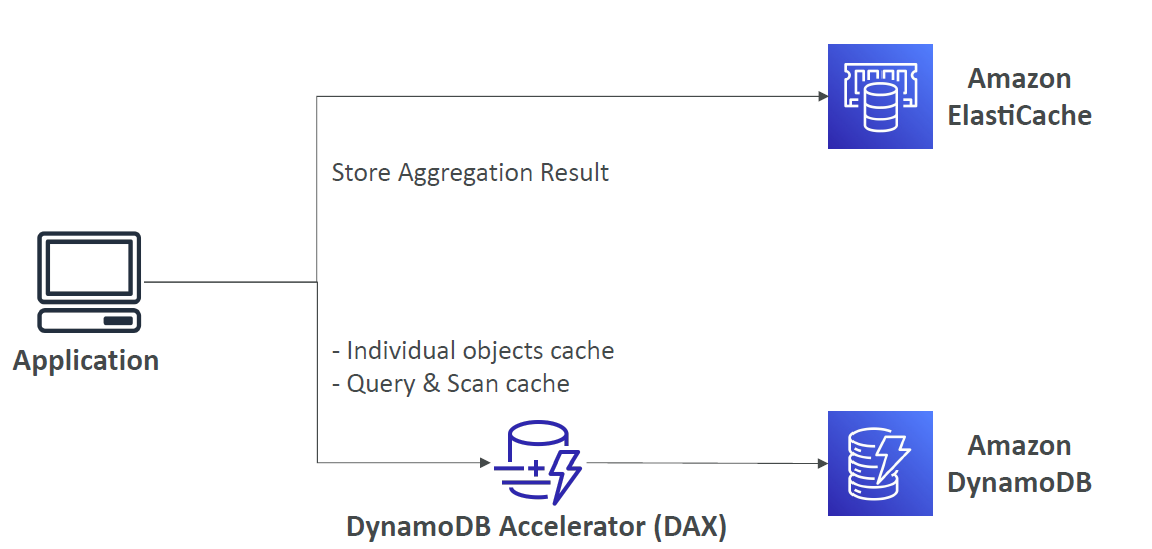 Amazon
ElastiCache
Store Aggregation Result
Application
- Individual objects cache
- Query & Scan cache
Amazon
DynamoDB
DynamoDB Accelerator (DAX)